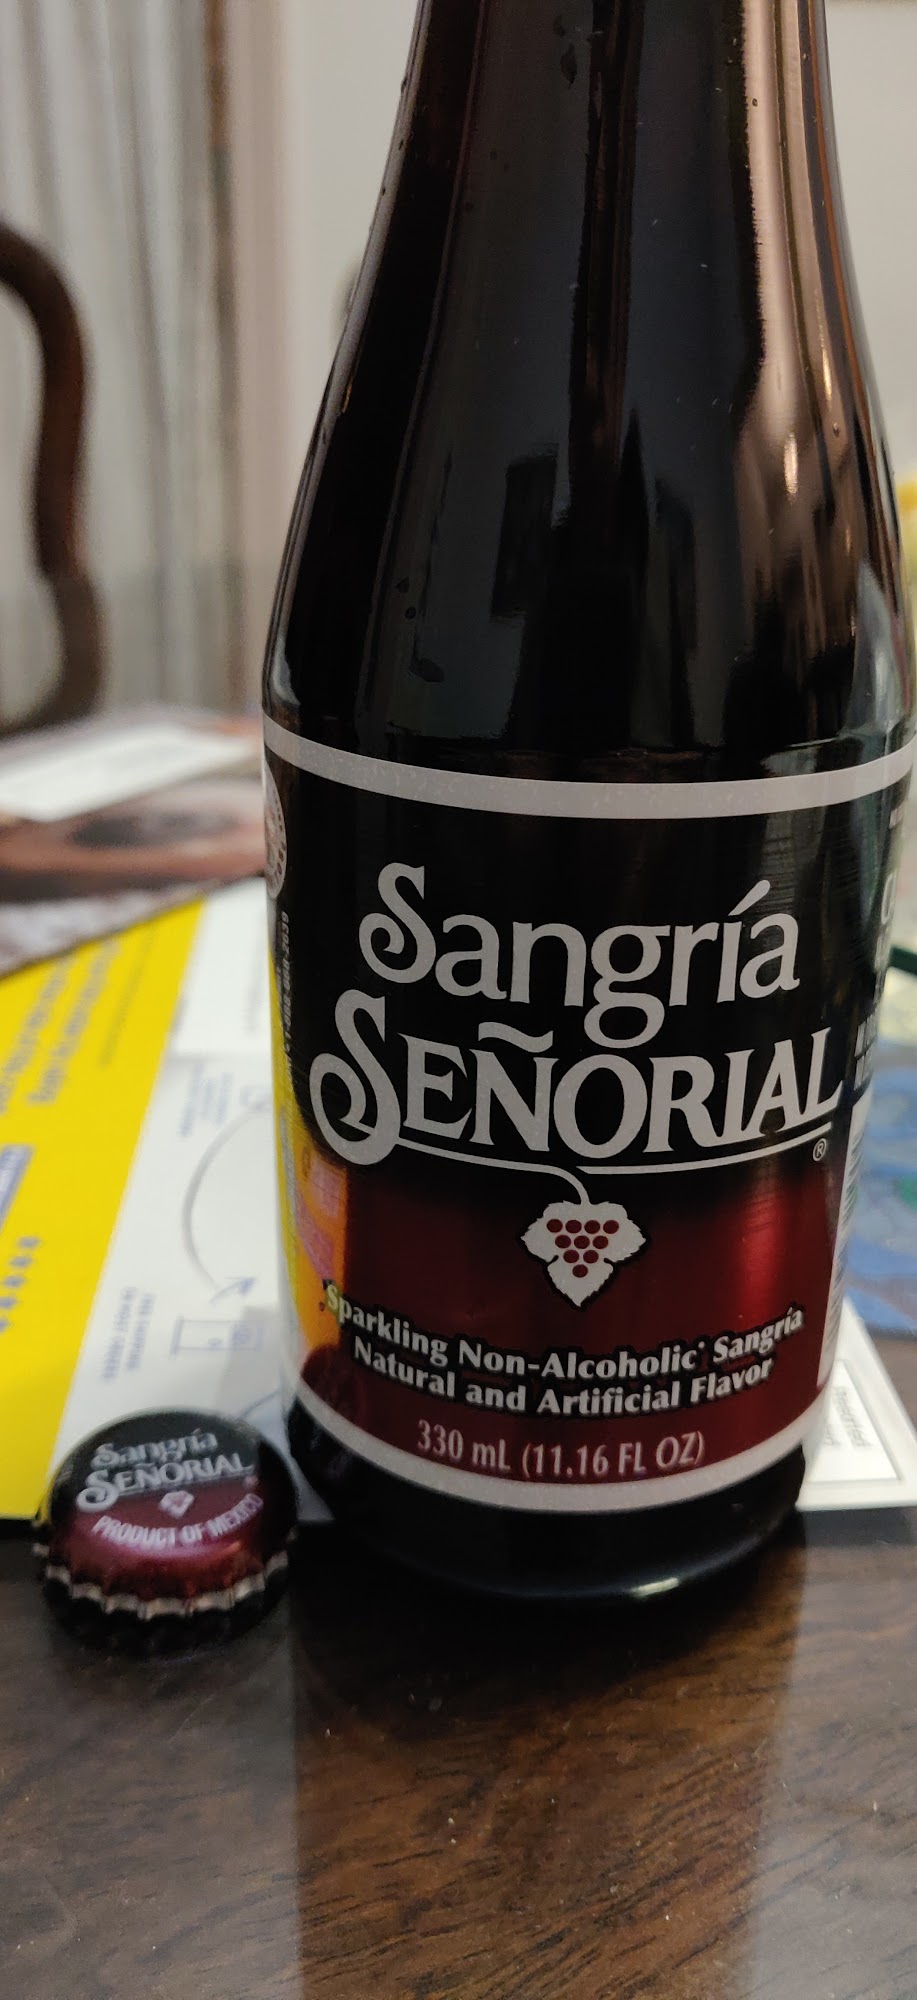 Sangría
SEÑORIAL
®
Sparkling Non-Alcoholic* Sangría
Natural and Artificial Flavor
330 mL (11.16 FL OZ)
Sangría
SEÑORIAL
PRODUCT OF MEXICO